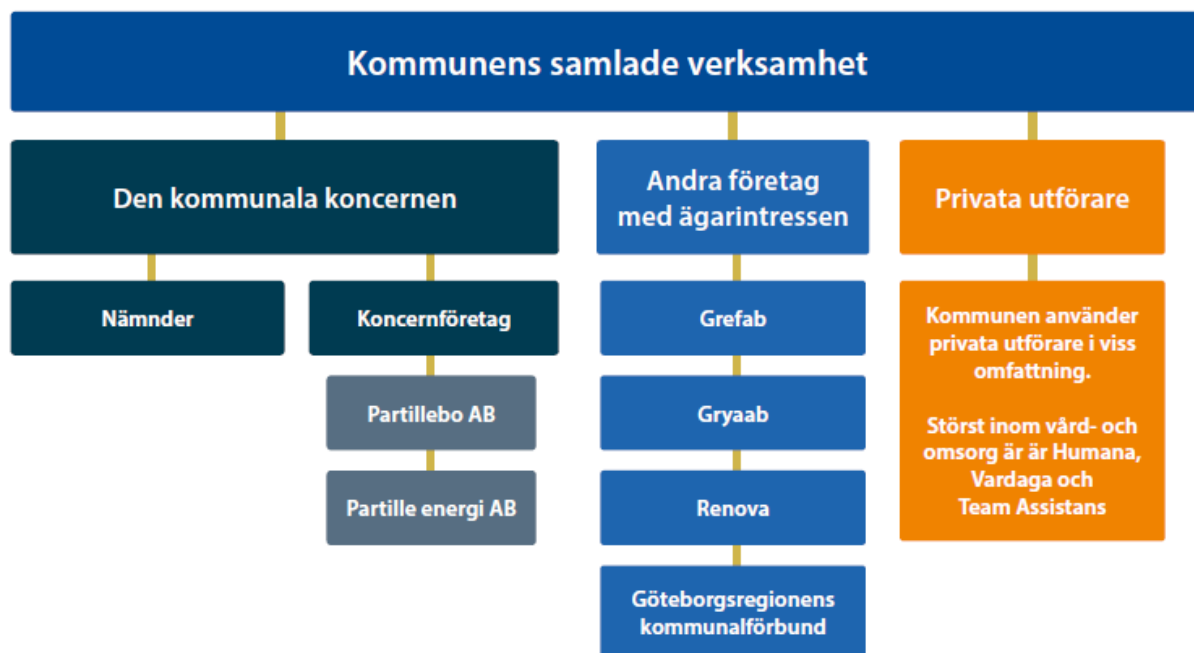 Kommunens samlade verksamhet
Den kommunala koncernen
Nämnder
Koncernföretag
Partillebo AB
Partille energi AB
Andra företag
med ägarintressen
Grefab
Gryaab
Renova
Göteborgsregionens
kommunalförbund
Privata utförare
Kommunen använder
privata utförare i viss
omfattning.
Störst inom vård- och
omsorg är är Humana,
Vardaga och
Team Assistans